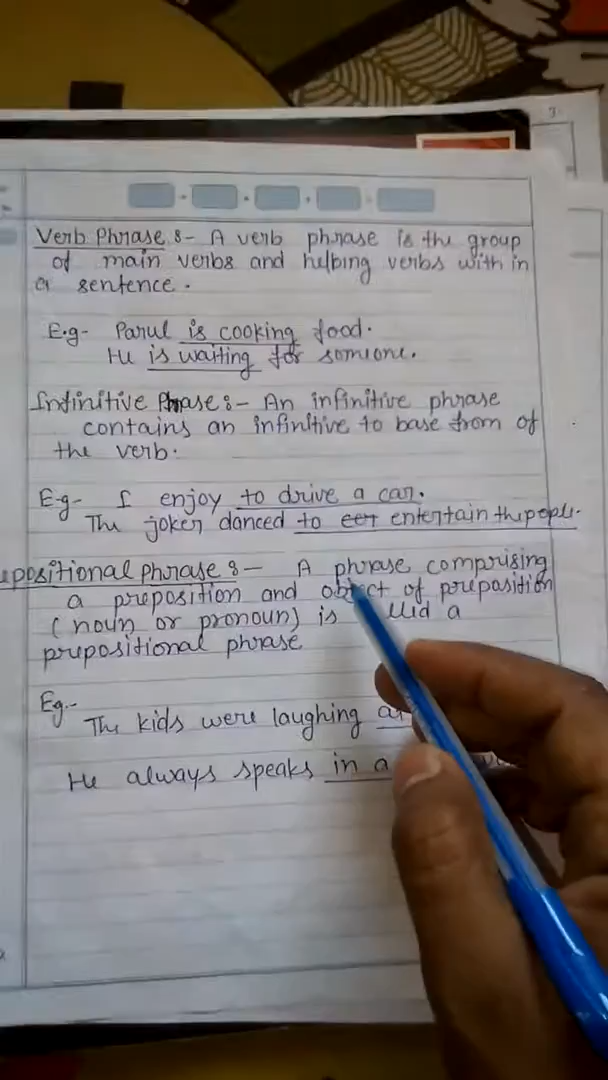 Verb Phrase :- A verb phrase is the group
of main verbs and helping verbs with in
a sentence.
E.g- Parul is cooking food.
He is waiting for someone.
Infinitive Phrase :- An infinitive phrase
contains an infinitive to base from of
the verb.
E.g- I enjoy to drive a car.
The joker danced to eet entertain the people.
epositional Phrase :- A phrase comprising
a preposition and object of preposition
(noun or pronoun) is lled a
prepositional phrase
Eg.-
The kids were laughing
He always speaks in a